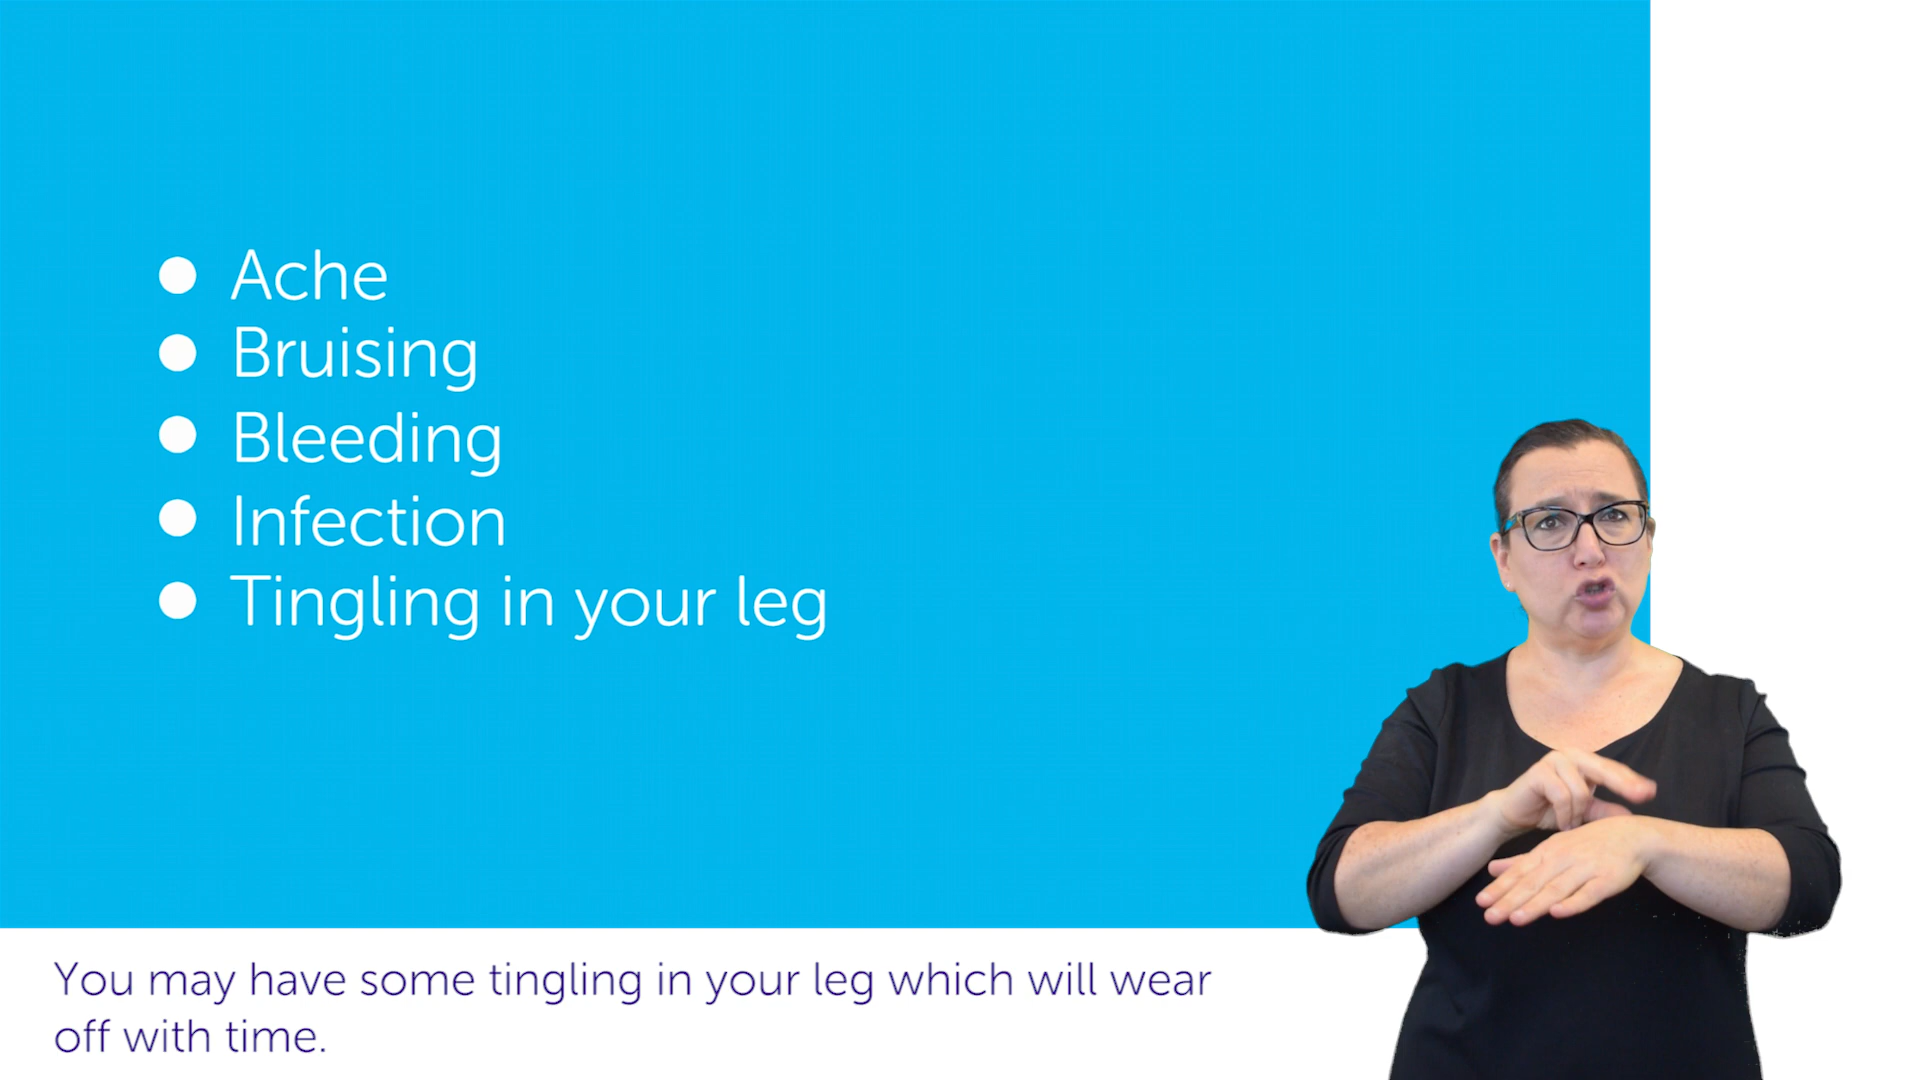 Ache
Bruising
Bleeding
Infection
Tingling in your leg
You may have some tingling in your leg which will wear
off with time.